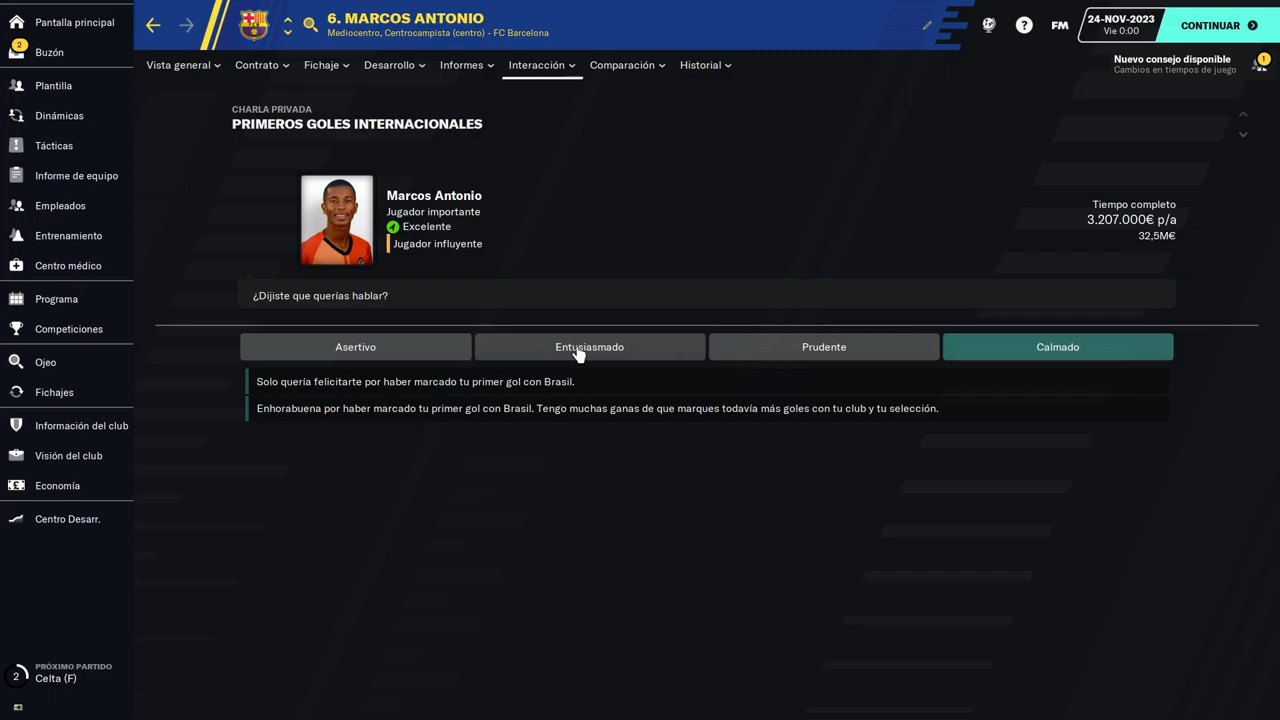 Pantalla principal
2
Buzón
Plantilla
Dinámicas
Tácticas
Informe de equipo
Empleados
Entrenamiento
Centro médico
Programa
Competiciones
Ojeo
Fichajes
Información del club
Visión del club
Economía
Centro Desarr.
PRÓXIMO PARTIDO
2
Celta (F)
6. MARCOS ANTONIO
Mediocentro, Centrocampista (centro) - FC Barcelona
?
FM
24-NOV-2023
Vie 0:00
CONTINUAR
Vista general
Contrato
Fichaje
Desarrollo
Informes
Interacción
Comparación
Historial
Nuevo consejo disponible
Cambios en tiempos de juego
1
CHARLA PRIVADA
PRIMEROS GOLES INTERNACIONALES
Marcos Antonio
Jugador importante
Excelente
Jugador influyente
Tiempo completo
3.207.000€ p/a
32,5M€
¿Dijiste que querías hablar?
Asertivo
Entusiasmado
Prudente
Calmado
Solo quería felicitarte por haber marcado tu primer gol con Brasil.
Enhorabuena por haber marcado tu primer gol con Brasil. Tengo muchas ganas de que marques todavía más goles con tu club y tu selección.